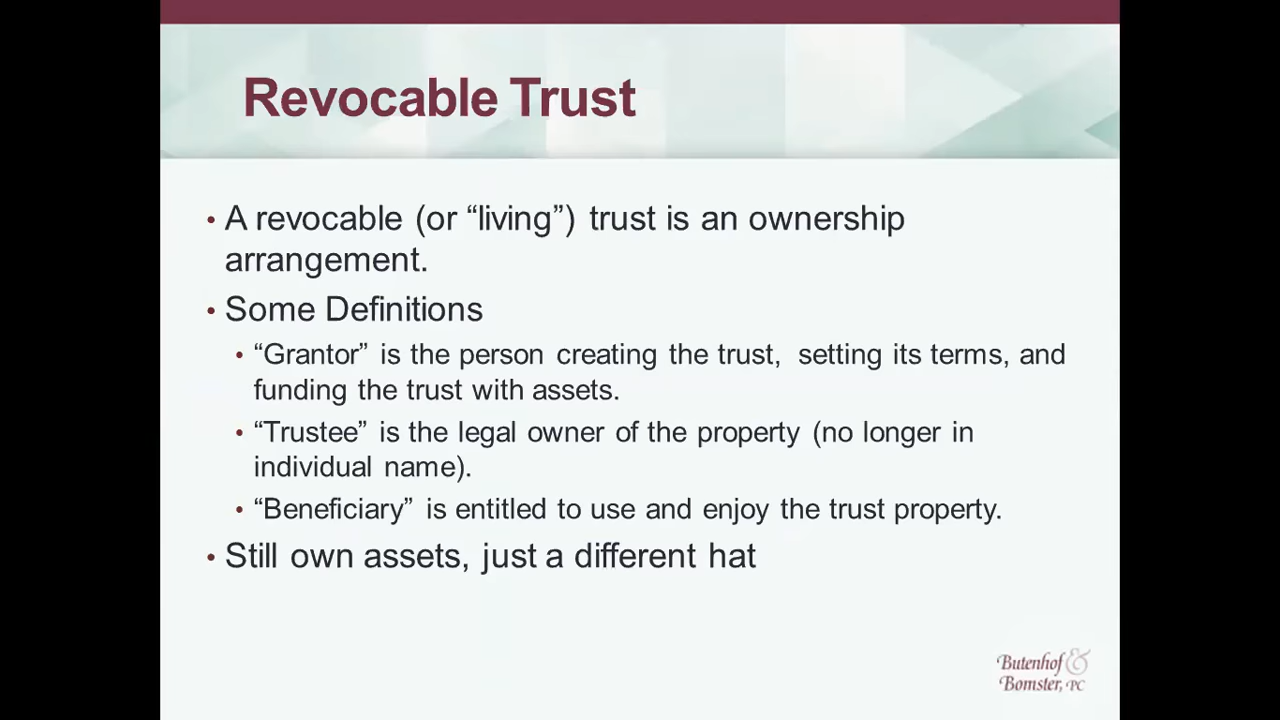 Revocable Trust
• A revocable (or “living”) trust is an ownership
arrangement.
• Some Definitions
• “Grantor” is the person creating the trust,  setting its terms, and
funding the trust with assets.
• “Trustee” is the legal owner of the property (no longer in
individual name).
• “Beneficiary” is entitled to use and enjoy the trust property.
• Still own assets, just a different hat
Butenhof &
Bomster, PC